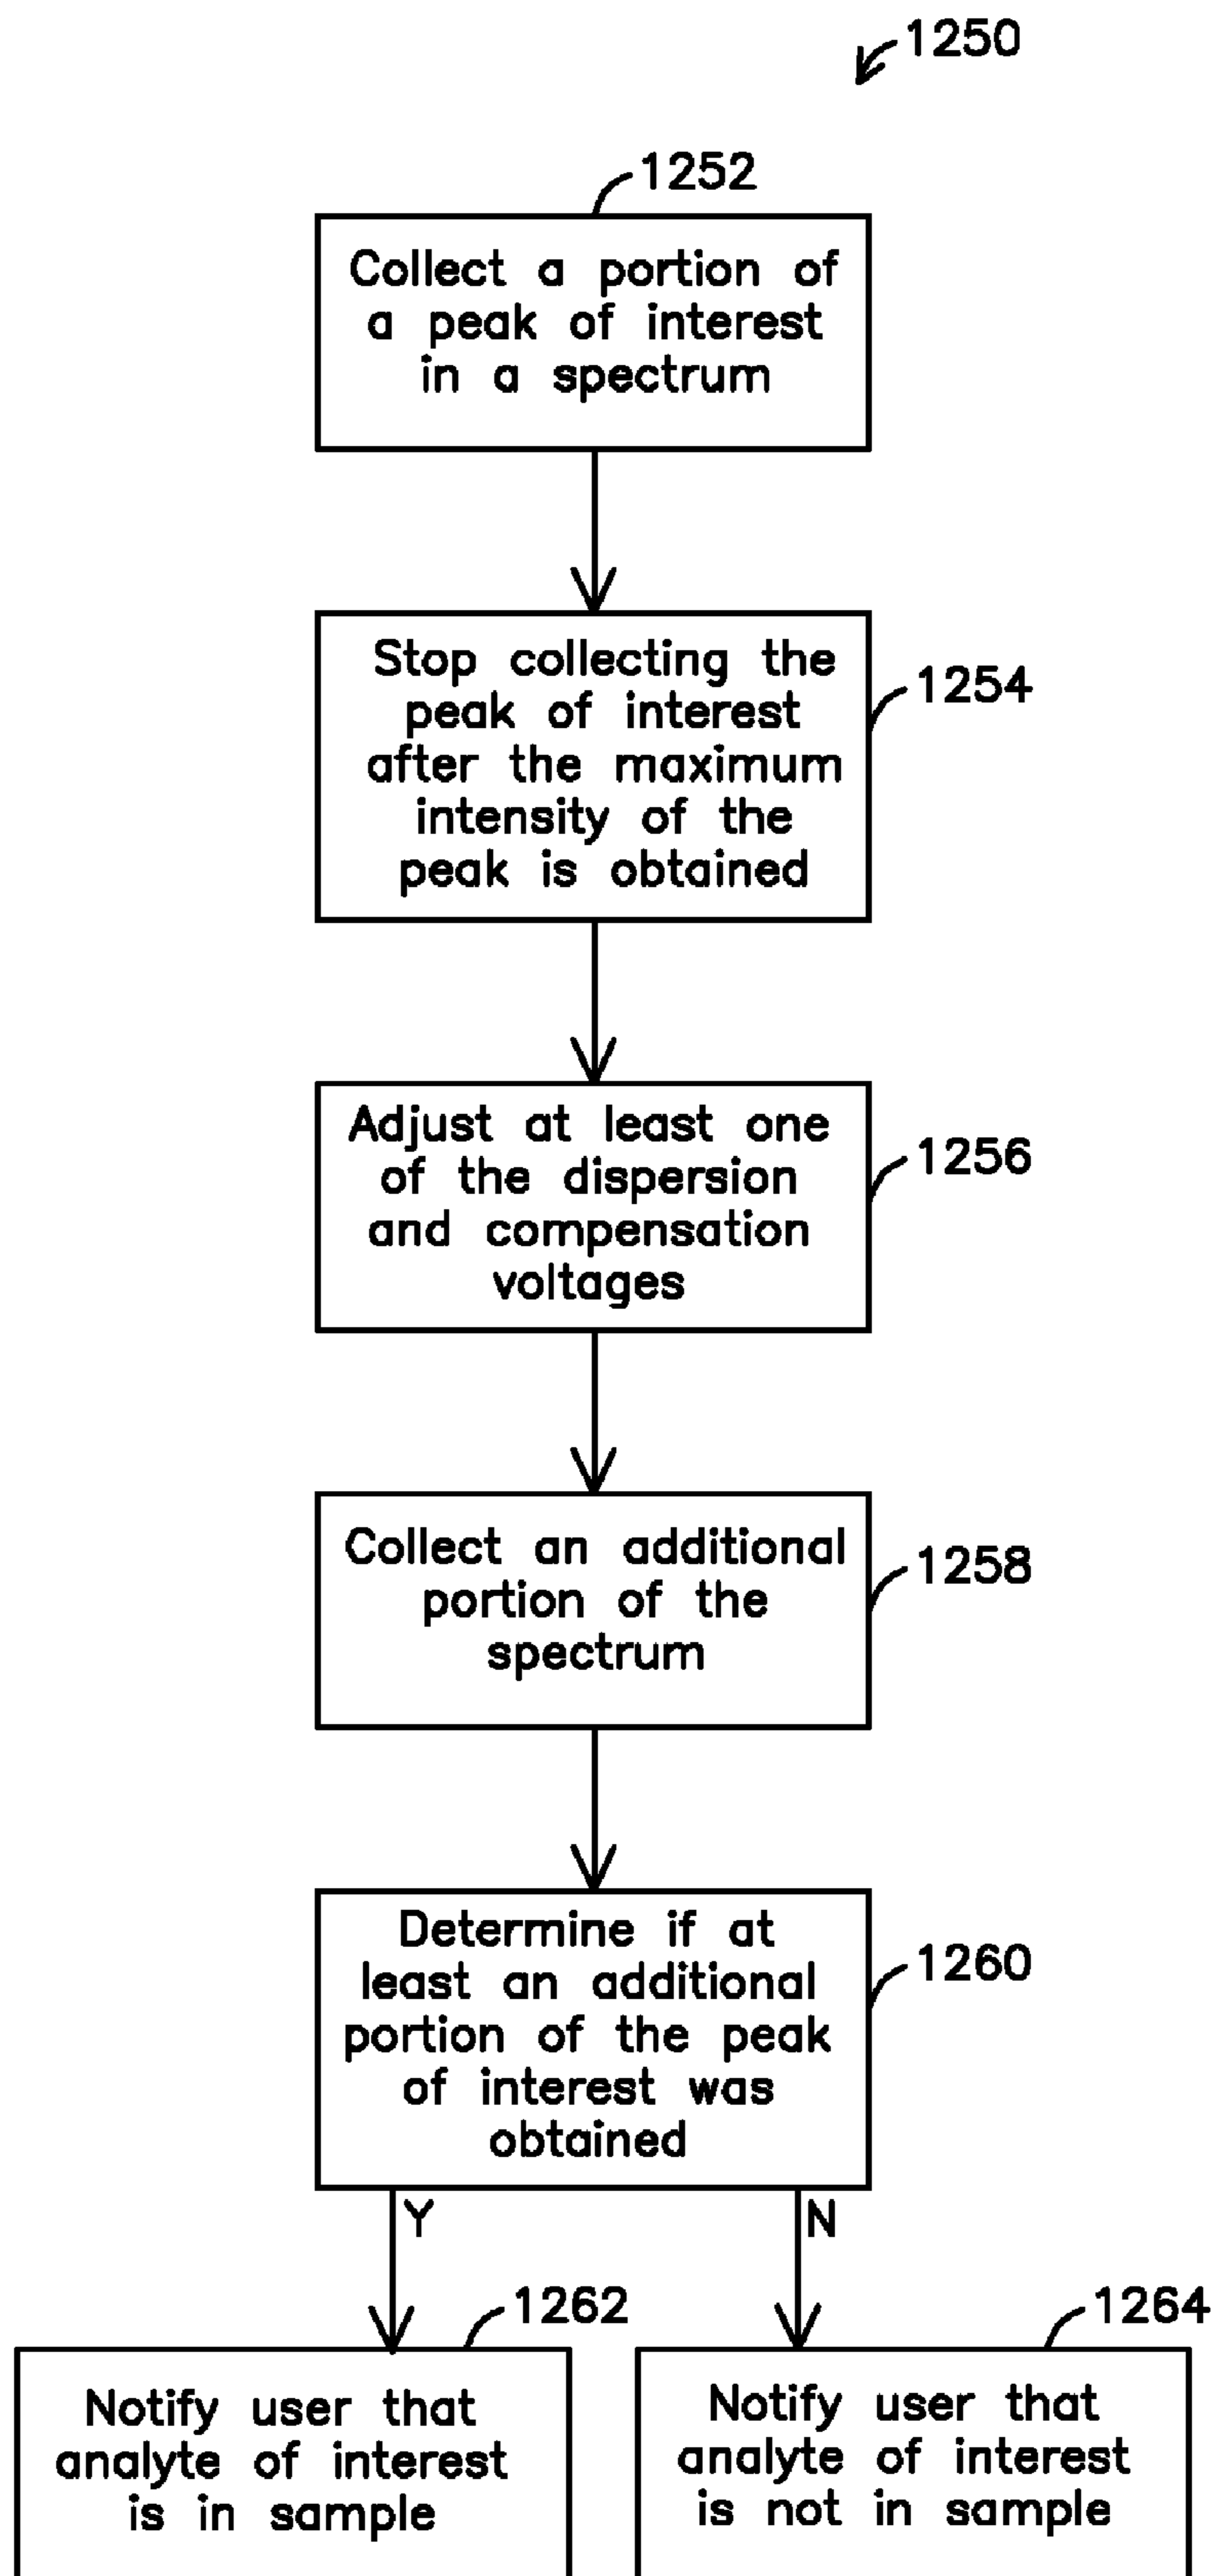 1250
1252
Collect a portion of
a peak of interest
in a spectrum
Stop collecting the
peak of interest
after the maximum
intensity of the
peak is obtained
1254
Adjust at least one
of the dispersion
and compensation
voltages
1256
Collect an additional
portion of the
spectrum
1258
Determine if at
least an additional
portion of the peak
of interest was
obtained
1260
Y
N
1262
Notify user that
analyte of interest
is in sample
1264
Notify user that
analyte of interest
is not in sample